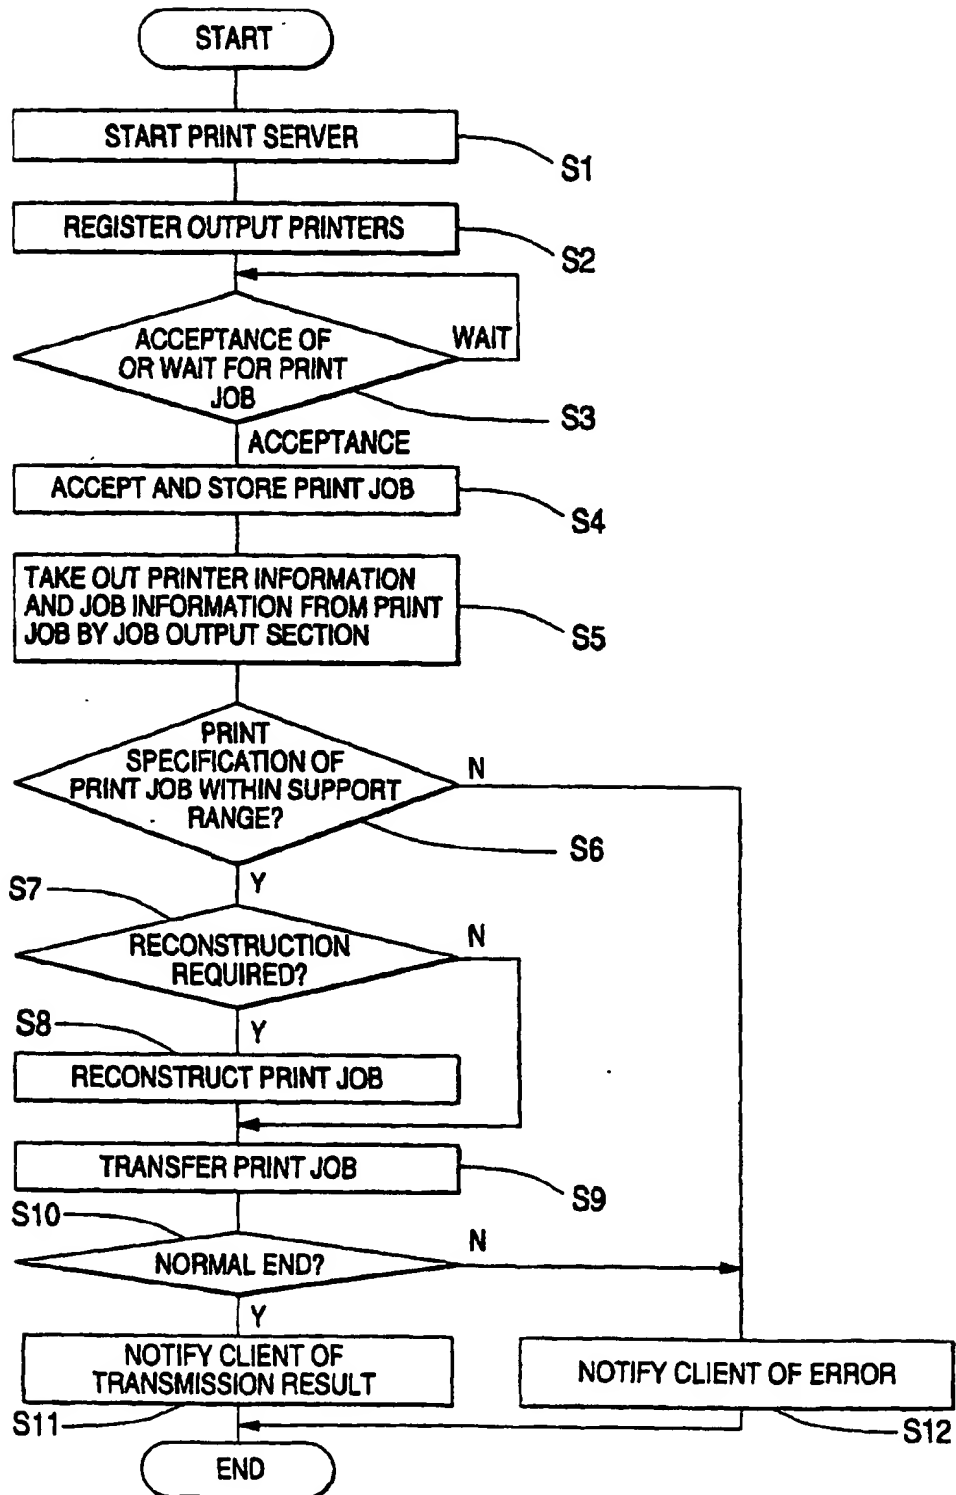 START
START PRINT SERVER
S1
REGISTER OUTPUT PRINTERS
S2
ACCEPTANCE OF
OR WAIT FOR PRINT
JOB
WAIT
S3
ACCEPTANCE
ACCEPT AND STORE PRINT JOB
S4
TAKE OUT PRINTER INFORMATION
AND JOB INFORMATION FROM PRINT
JOB BY JOB OUTPUT SECTION
S5
PRINT
SPECIFICATION OF
PRINT JOB WITHIN SUPPORT
RANGE?
N
S6
Y
S7
RECONSTRUCTION
REQUIRED?
N
Y
S8
RECONSTRUCT PRINT JOB
TRANSFER PRINT JOB
S9
S10
NORMAL END?
N
Y
NOTIFY CLIENT OF
TRANSMISSION RESULT
S11
NOTIFY CLIENT OF ERROR
S12
END